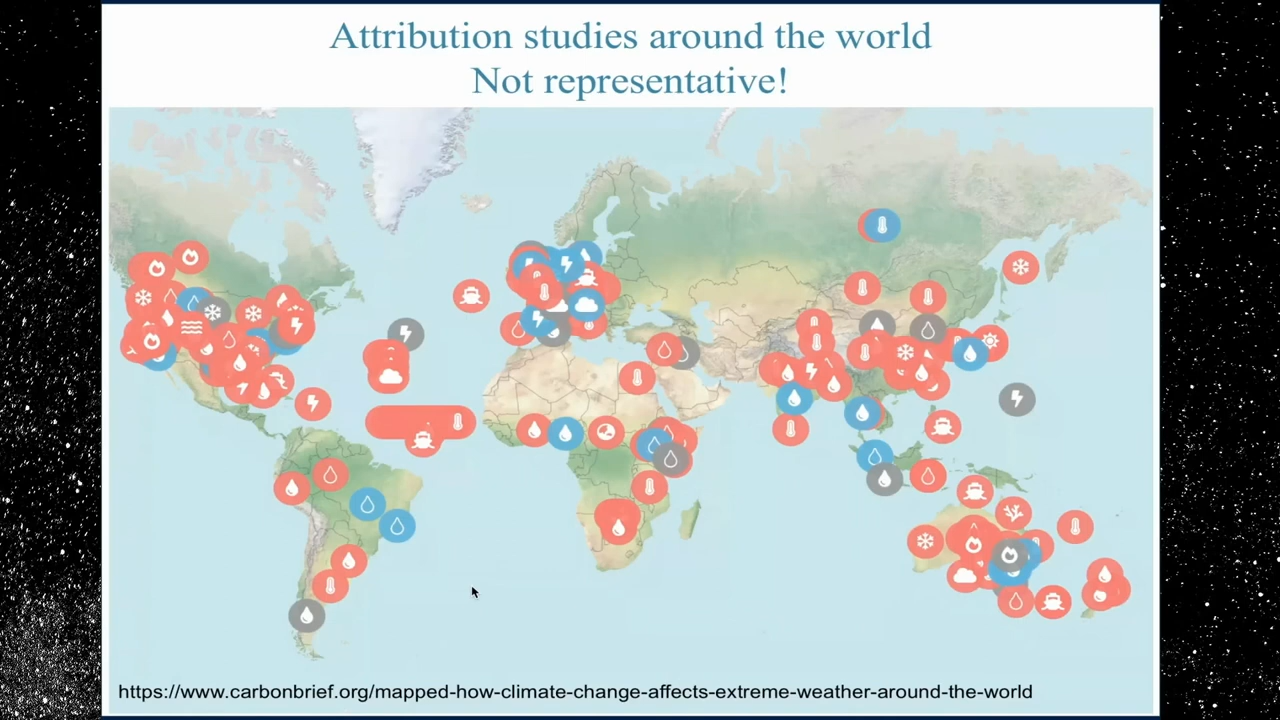 Attribution studies around the world
Not representative!
https://www.carbonbrief.org/mapped-how-climate-change-affects-extreme-weather-around-the-world